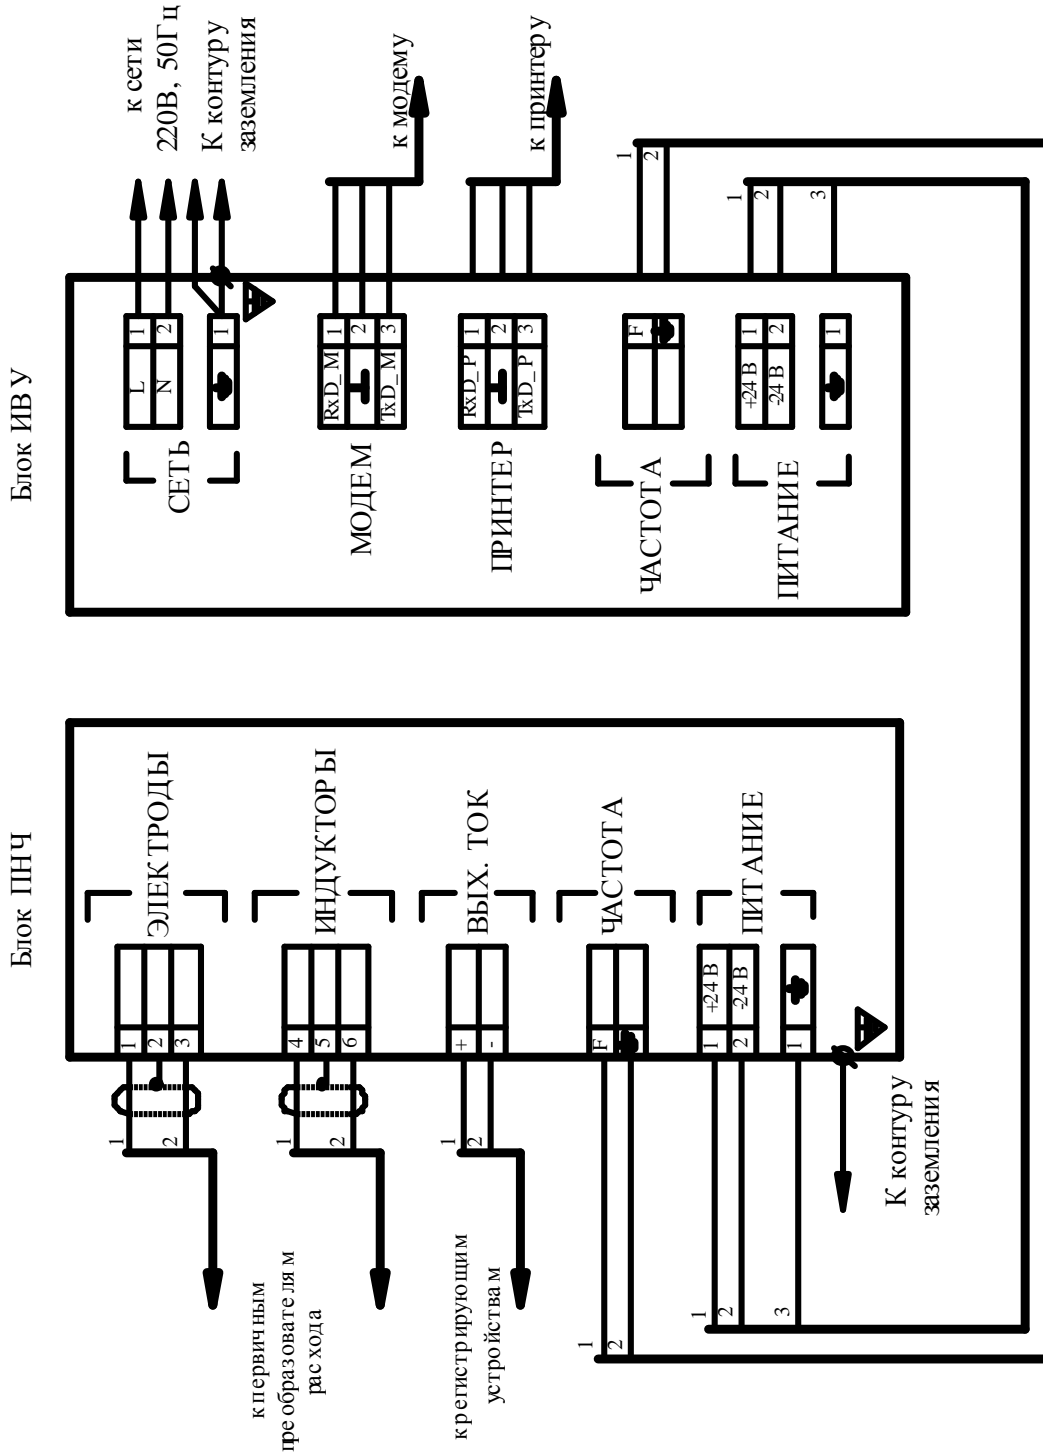 Блок ПНЧ
ЭЛЕКТРОДЫ
1
2
3
1
2
ИНДУКТОРЫ
4
5
6
1
2
к первичным
преобразователям
расхода
ВЫХ. ТОК
+
-
1
2
к регистрирующим
устройствам
ЧАСТОТА
F
1
2
ПИТАНИЕ
+24 В
-24 В
1
2
1
1
2
3
К контуру
заземления
Блок ИВУ
СЕТЬ
L
N
1
2
1
к сети
220В, 50Гц
К контуру
заземления
МОДЕМ
RxD_M
TxD_M
1
2
3
к модему
ПРИНТЕР
RxD_P
TxD_P
1
2
3
к принтеру
ЧАСТОТА
F
1
2
ПИТАНИЕ
+24 В
-24 В
1
2
1
1
2
3